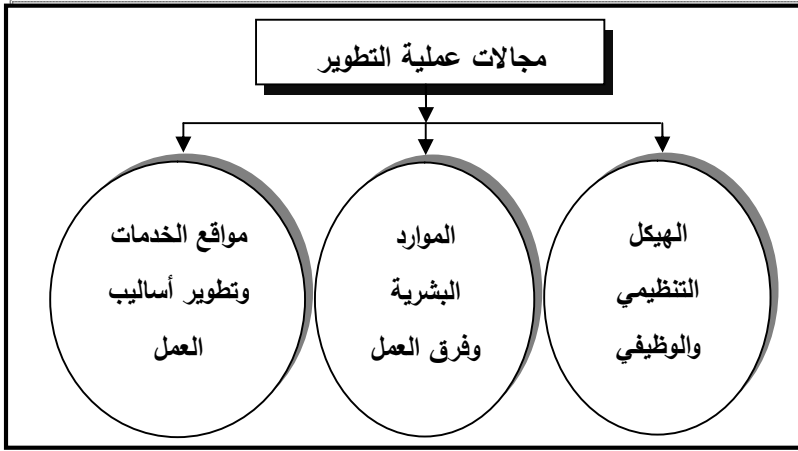 مجالات عملية التطوير
الهيكل
التنظيمي
والوظيفي
الموارد
البشرية
وفرق العمل
مواقع الخدمات
وتطوير أساليب
العمل